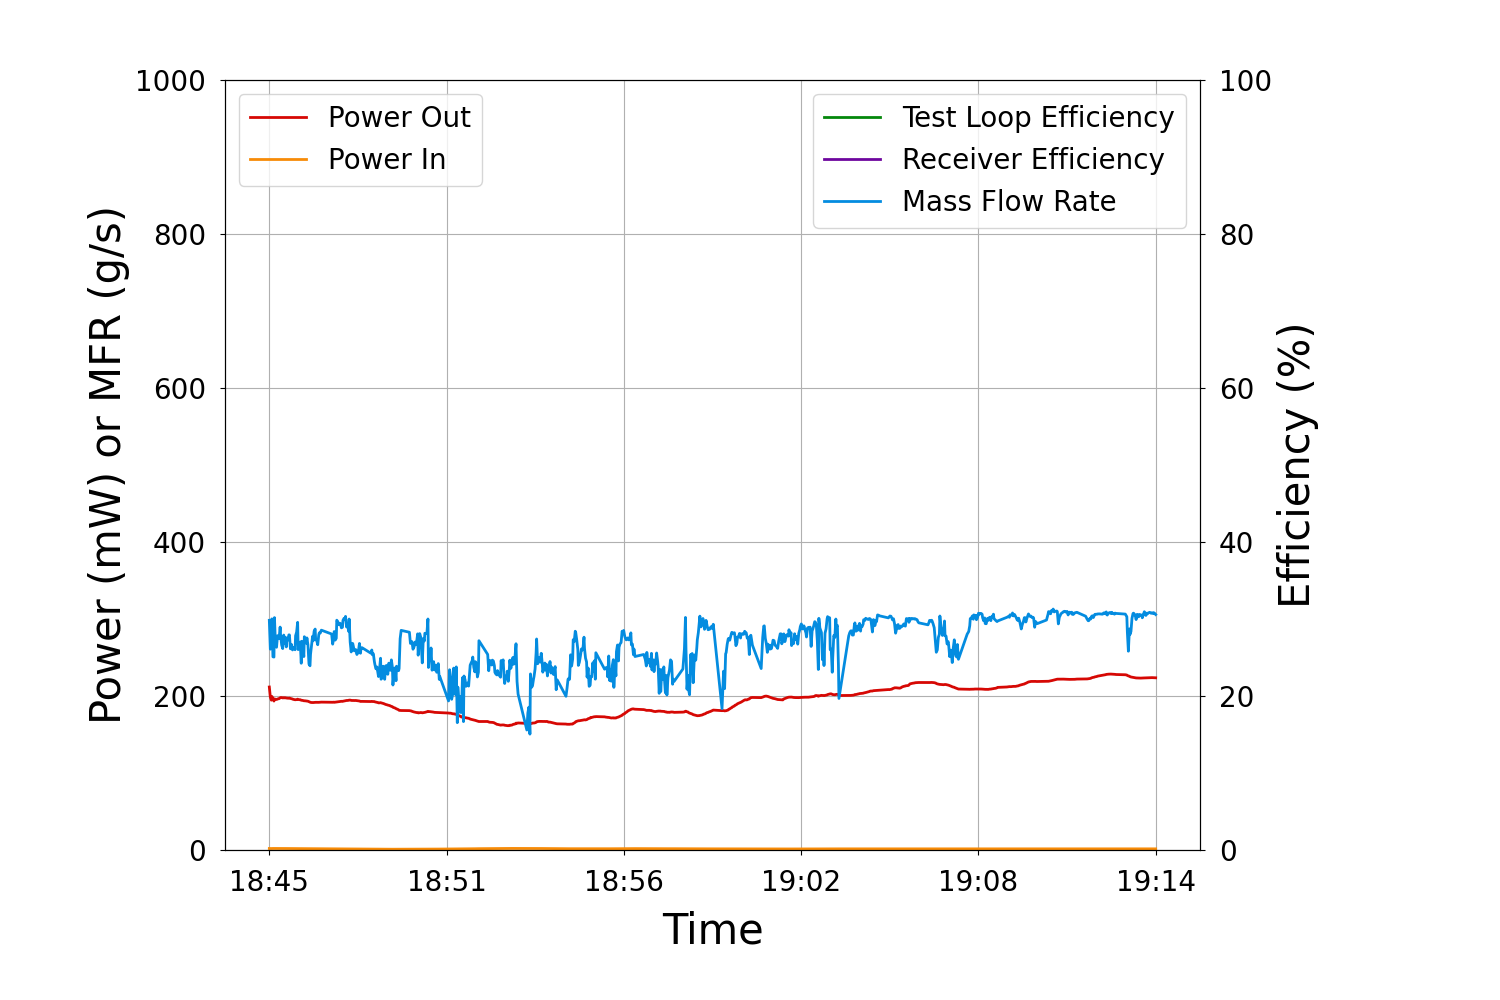 1000
800
600
400
200
0
Power (mW) or MFR (g/s)
Power Out
Power In
Test Loop Efficiency
Receiver Efficiency
Mass Flow Rate
100
80
60
40
20
0
Efficiency (%)
18:45 18:51 18:56 19:02 19:08 19:14
Time